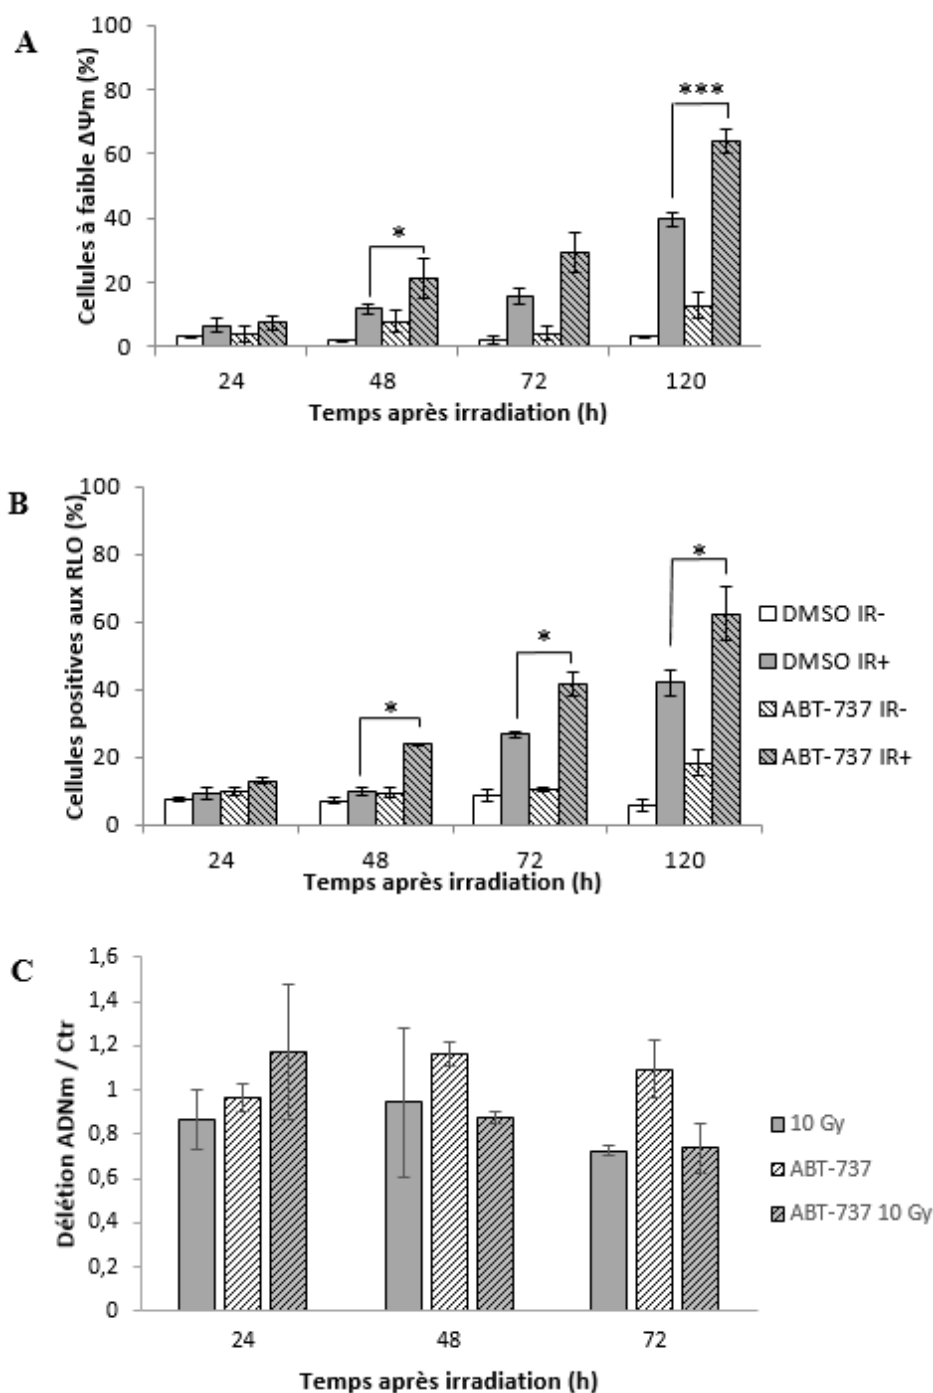 A
Cellules à faible ΔΨm (%)
100
80
60
40
20
0
*
***
24 48 72 120
Temps après irradiation (h)
B
Cellules positives aux RLO (%)
100
80
60
40
20
0
*
*
*
24 48 72 120
Temps après irradiation (h)
DMSO IR-
DMSO IR+
ABT-737 IR-
ABT-737 IR+
C
Délétion ADNm / Ctr
1,6
1,4
1,2
1
0,8
0,6
0,4
0,2
0
24 48 72
Temps après irradiation (h)
10 Gy
ABT-737
ABT-737 10 Gy